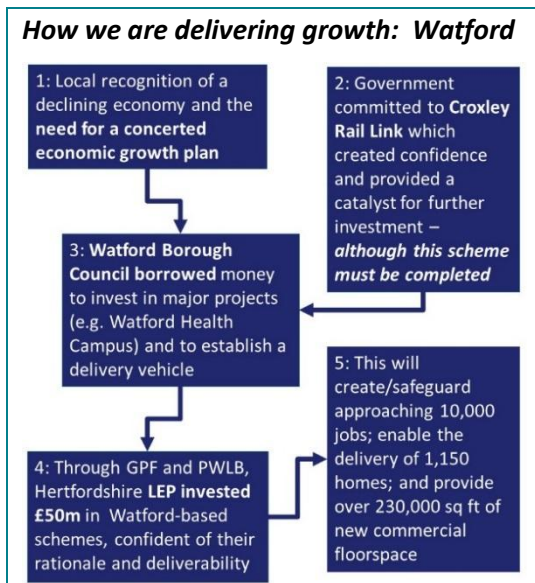 How we are delivering growth: Watford
1: Local recognition of a
declining economy and the
need for a concerted
economic growth plan
2: Government
committed to Croxley
Rail Link which
created confidence
and provided a
catalyst for further
investment –
although this scheme
must be completed
3: Watford Borough
Council borrowed money
to invest in major projects
(e.g. Watford Health
Campus) and to establish a
delivery vehicle
4: Through GPF and PWLB,
Hertfordshire LEP invested
£50m in Watford-based
schemes, confident of their
rationale and deliverability
5: This will
create/safeguard
approaching 10,000
jobs; enable the
delivery of 1,150
homes; and provide
over 230,000 sq ft of
new commercial
floorspace